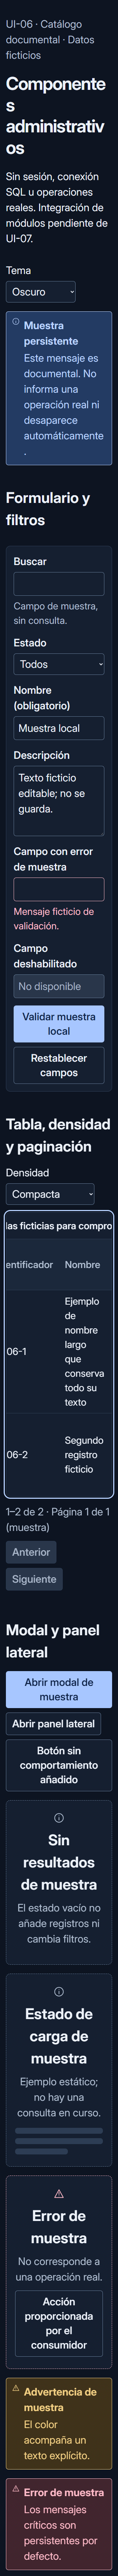 UI-06 · Catálogo
documental · Datos
ficticios
Componente
s
administrativ
os
Sin sesión, conexión
SQL u operaciones
reales. Integración de
módulos pendiente de
UI-07.
Tema
Oscuro
Muestra
persistente
Este mensaje es
documental. No
informa una
operación real ni
desaparece
automáticamente
.
Formulario y
filtros
Buscar
Campo de muestra,
sin consulta.
Estado
Todos
Nombre
(obligatorio)
Muestra local
Descripción
Texto ficticio
editable; no se
guarda.
Campo con error
de muestra
Mensaje ficticio de
validación.
Campo
deshabilitado
No disponible
Validar muestra
local
Restablecer
campos
Tabla, densidad
y paginación
Densidad
Compacta
las ficticias para compro
entificador
Nombre
06-1
Ejemplo
de
nombre
largo
que
conserva
todo su
texto
06-2
Segundo
registro
ficticio
1–2 de 2 · Página 1 de 1
(muestra)
Anterior
Siguiente
Modal y panel
lateral
Abrir modal de
muestra
Abrir panel lateral
Botón sin
comportamiento
añadido
Sin
resultados
de muestra
El estado vacío no
añade registros ni
cambia filtros.
Estado de
carga de
muestra
Ejemplo estático;
no hay una
consulta en curso.
Error de
muestra
No corresponde a
una operación real.
Acción
proporcionada
por el
consumidor
Advertencia de
muestra
El color
acompaña un
texto explícito.
Error de muestra
Los mensajes
críticos son
persistentes por
defecto.